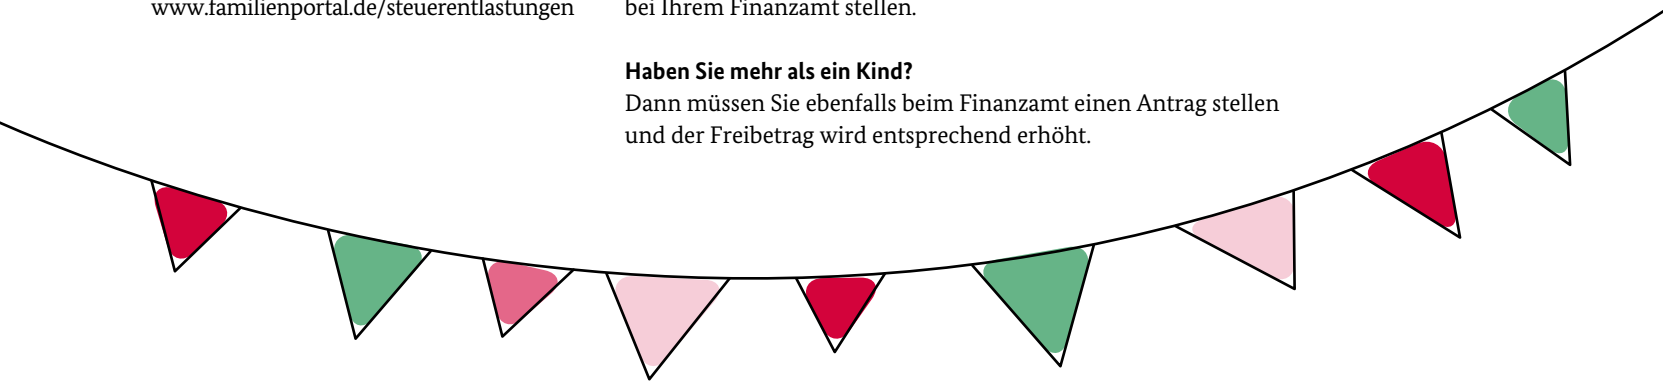 www.familienportal.de/steuerentlastungen
bei Ihrem Finanzamt stellen.
Haben Sie mehr als ein Kind?
Dann müssen Sie ebenfalls beim Finanzamt einen Antrag stellen
und der Freibetrag wird entsprechend erhöht.